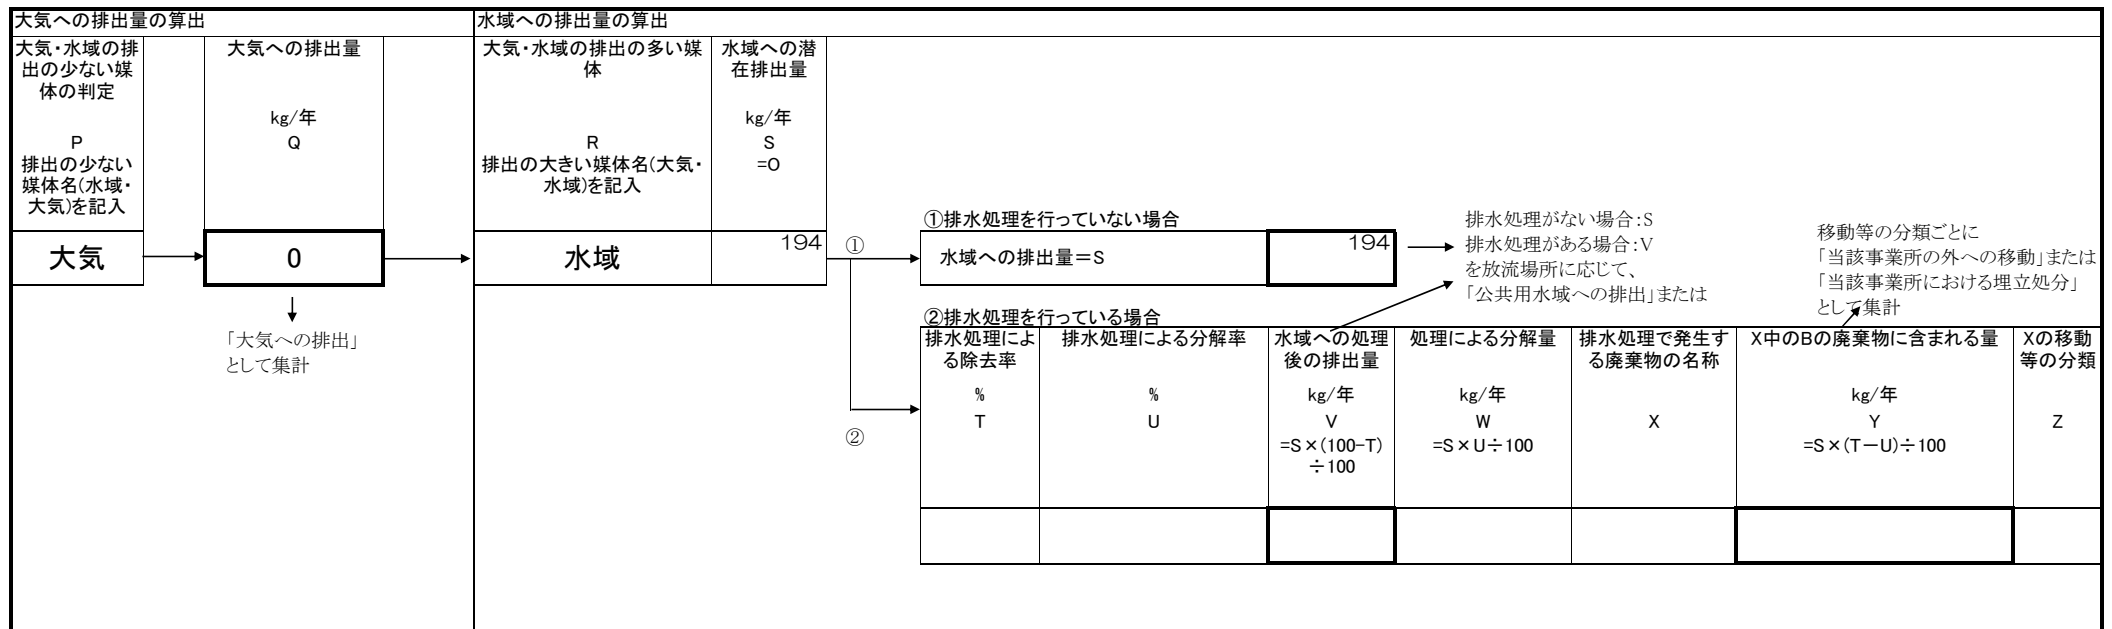 大気への排出量の算出
大気・水域の排
出の少ない媒
体の判定
P
排出の少ない
媒体名(水域・
大気)を記入
大気への排出量
kg/年
Q
大気
0
「大気への排出」
として集計
水域への排出量の算出
大気・水域の排出の多い媒
体
R
排出の大きい媒体名(大気・
水域)を記入
水域への潜
在排出量
kg/年
S
=O
水域
194
①
②
①排水処理を行っていない場合
水域への排出量＝S
194
排水処理がない場合:S
排水処理がある場合:V
を放流場所に応じて、
「公共用水域への排出」または
移動等の分類ごとに
「当該事業所の外への移動」または
「当該事業所における埋立処分」
として集計
②排水処理を行っている場合
排水処理によ
る除去率
%
T
排水処理による分解率
%
U
水域への処理
後の排出量
kg/年
V
=S×(100-T)
÷100
処理による分解量
kg/年
W
=S×U÷100
排水処理で発生す
る廃棄物の名称
X
X中のBの廃棄物に含まれる量
kg/年
Y
=S×(T－U)÷100
Xの移動
等の分類
Z